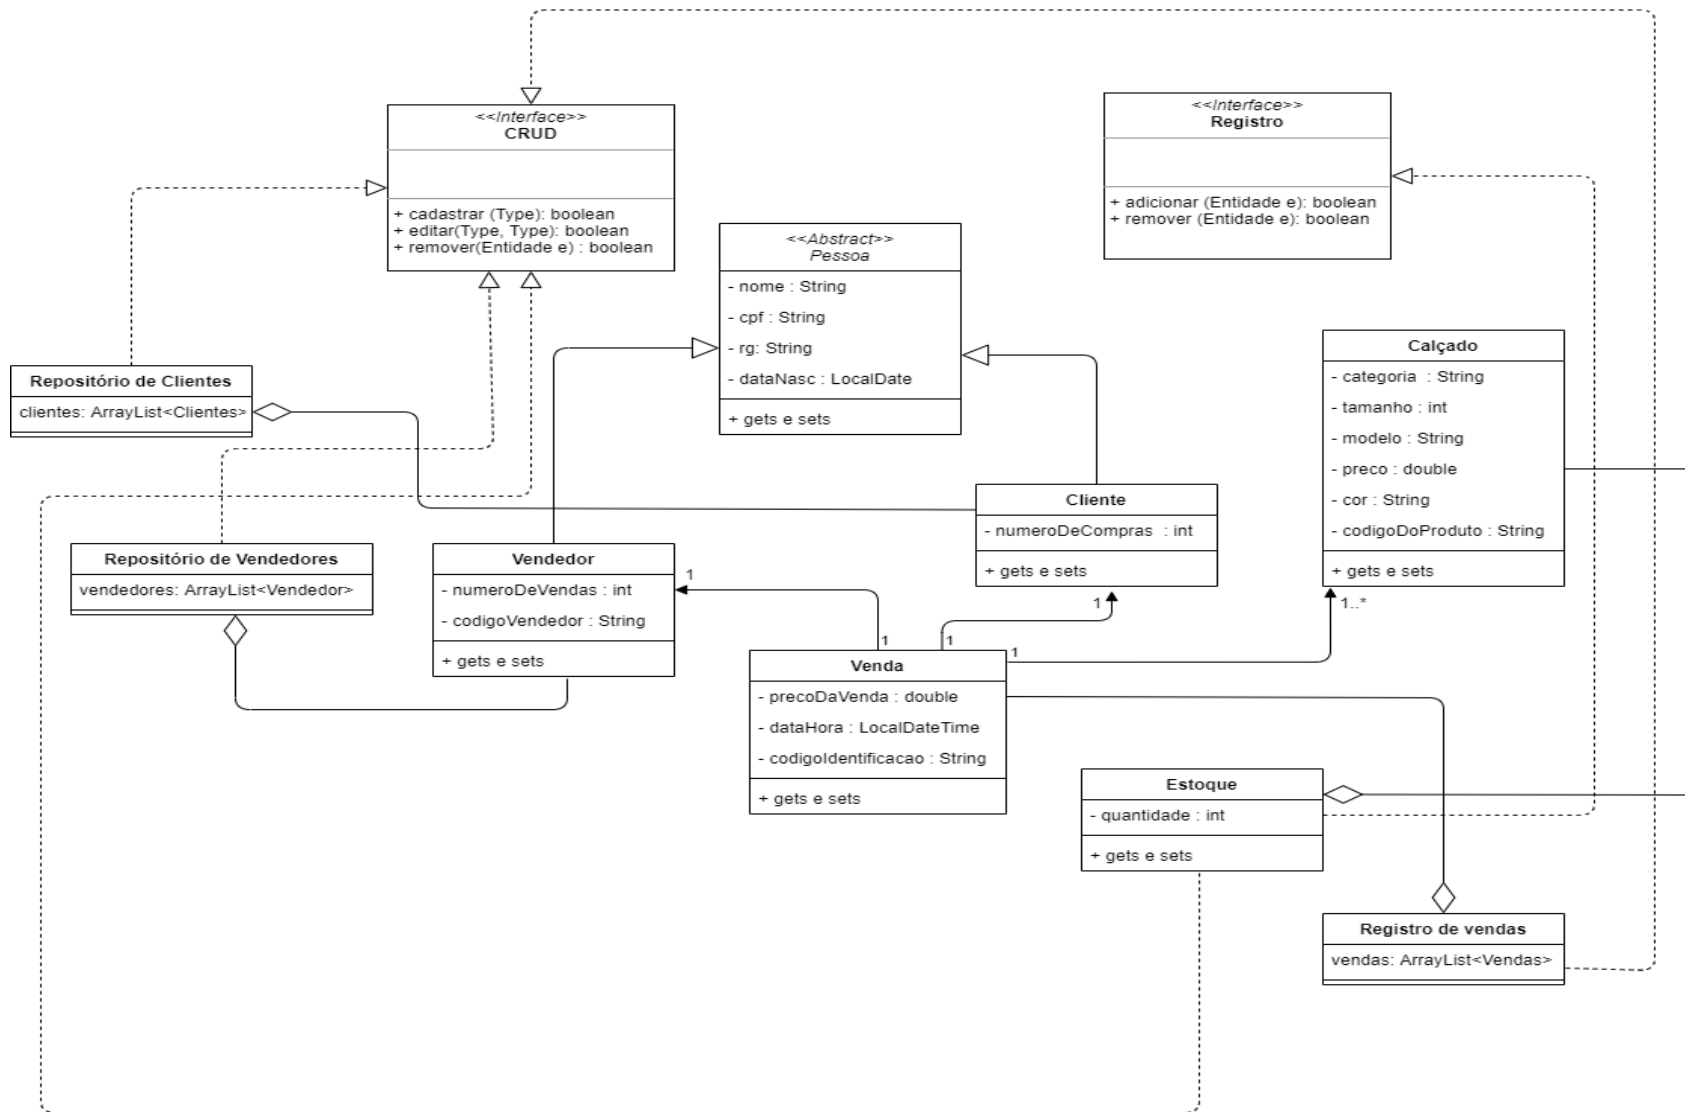 <<Interface>>
CRUD
+ cadastrar (Type): boolean
+ editar(Type, Type): boolean
+ remover(Entidade e) : boolean
<<Interface>>
Registro
+ adicionar (Entidade e): boolean
+ remover (Entidade e): boolean
<<Abstract>>
Pessoa
- nome : String
- cpf : String
- rg: String
- dataNasc : LocalDate
+ gets e sets
Repositório de Clientes
clientes: ArrayList<Clientes>
Calçado
- categoria : String
- tamanho : int
- modelo : String
- preco : double
- cor : String
- codigoDoProduto : String
+ gets e sets
Cliente
- numeroDeCompras : int
+ gets e sets
Repositório de Vendedores
vendedores: ArrayList<Vendedor>
Vendedor
- numeroDeVendas : int
- codigoVendedor : String
+ gets e sets
1
1
1..*
1
1
1
Venda
- precoDaVenda : double
- dataHora : LocalDateTime
- codigoIdentificacao : String
+ gets e sets
Estoque
- quantidade : int
+ gets e sets
Registro de vendas
vendas: ArrayList<Vendas>